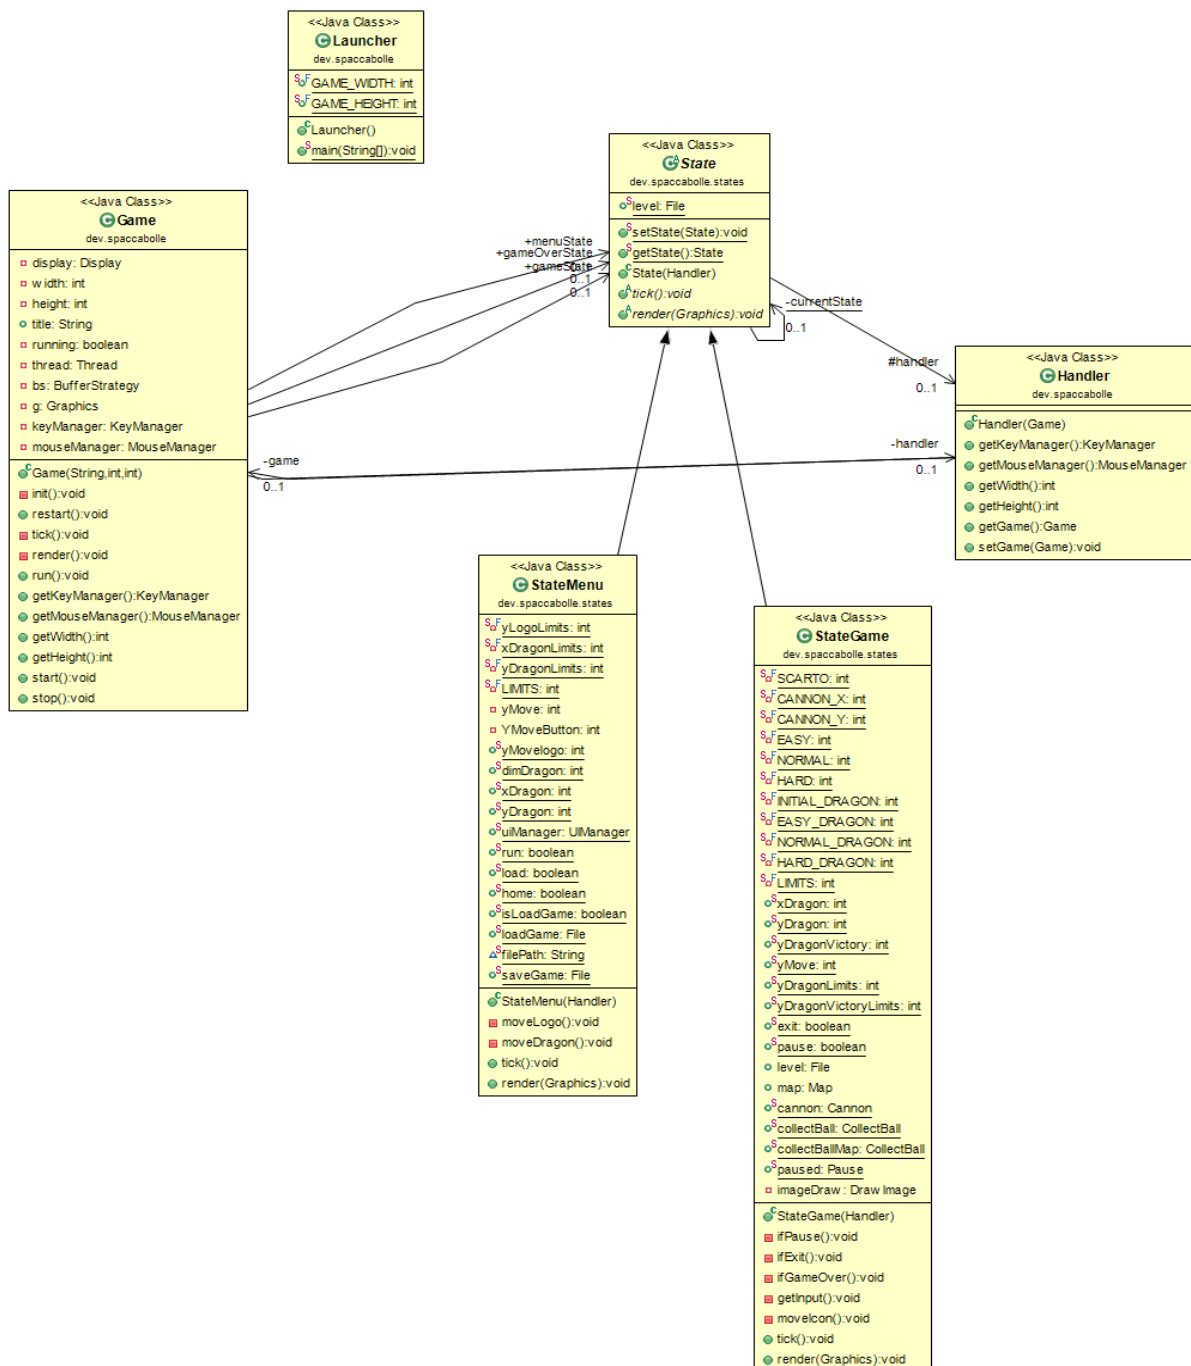 <<Java Class>>
Launcher
dev.spaccabolle
GAME_WIDTH: int
GAME_HEIGHT: int
Launcher()
main(String[]):void
<<Java Class>>
State
dev.spaccabolle.states
level: File
setState(State):void
getState():State
State(Handler)
tick():void
render(Graphics):void
<<Java Class>>
Game
dev.spaccabolle
display: Display
width: int
height: int
title: String
running: boolean
thread: Thread
bs: BufferStrategy
g: Graphics
keyManager: KeyManager
mouseManager: MouseManager
Game(String,int,int)
init():void
restart():void
tick():void
render():void
run():void
getKeyManager():KeyManager
getMouseManager():MouseManager
getWidth():int
getHeight():int
start():void
stop():void
+menuState
+gameOverState
+gameState
0..1
0..1
0..1
-currentState
0..1
#handler
0..1
-handler
0..1
-game
0..1
<<Java Class>>
Handler
dev.spaccabolle
Handler(Game)
getKeyManager():KeyManager
getMouseManager():MouseManager
getWidth():int
getHeight():int
getGame():Game
setGame(Game):void
<<Java Class>>
StateMenu
dev.spaccabolle.states
yLogoLimits: int
xDragonLimits: int
yDragonLimits: int
LIMITS: int
yMove: int
YMoveButton: int
yMovelogo: int
dimDragon: int
xDragon: int
yDragon: int
uiManager: UIManager
run: boolean
load: boolean
home: boolean
isLoadGame: boolean
loadGame: File
filePath: String
saveGame: File
StateMenu(Handler)
moveLogo():void
moveDragon():void
tick():void
render(Graphics):void
<<Java Class>>
StateGame
dev.spaccabolle.states
SCARTO: int
CANNON_X: int
CANNON_Y: int
EASY: int
NORMAL: int
HARD: int
INITIAL_DRAGON: int
EASY_DRAGON: int
NORMAL_DRAGON: int
HARD_DRAGON: int
LIMITS: int
xDragon: int
yDragon: int
yDragonVictory: int
yMove: int
yDragonLimits: int
yDragonVictoryLimits: int
exit: boolean
pause: boolean
level: File
map: Map
cannon: Cannon
collectBall: CollectBall
collectBallMap: CollectBall
paused: Pause
imageDraw: DrawImage
StateGame(Handler)
ifPause():void
ifExit():void
ifGameOver():void
getInput():void
moveIcon():void
tick():void
render(Graphics):void